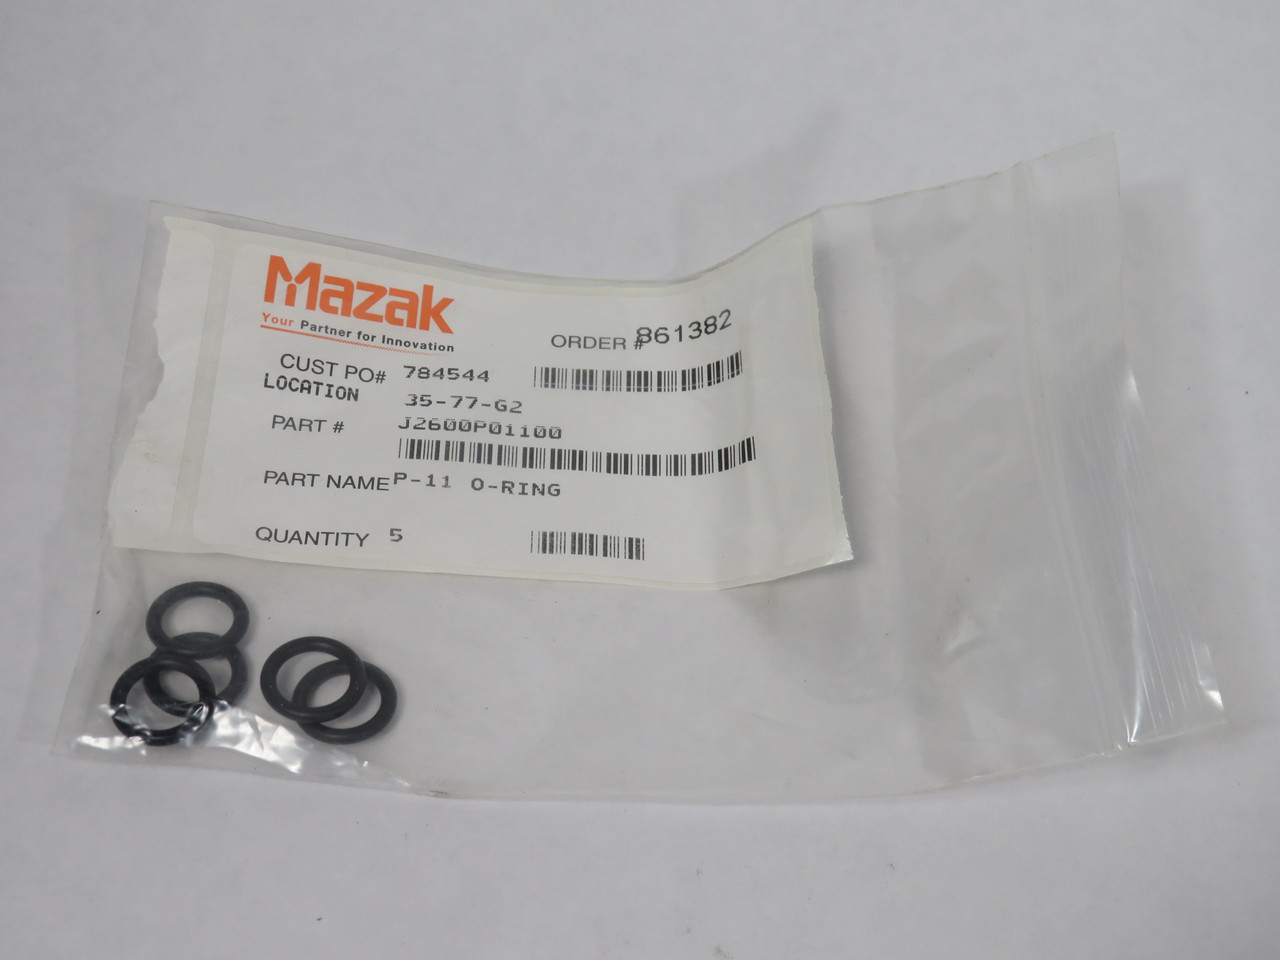 Mazak
Your Partner for Innovation
ORDER # 861382
CUST PO# 784544
LOCATION 35-77-G2
PART # J2600P01100
PART NAME P-11 O-RING
QUANTITY 5